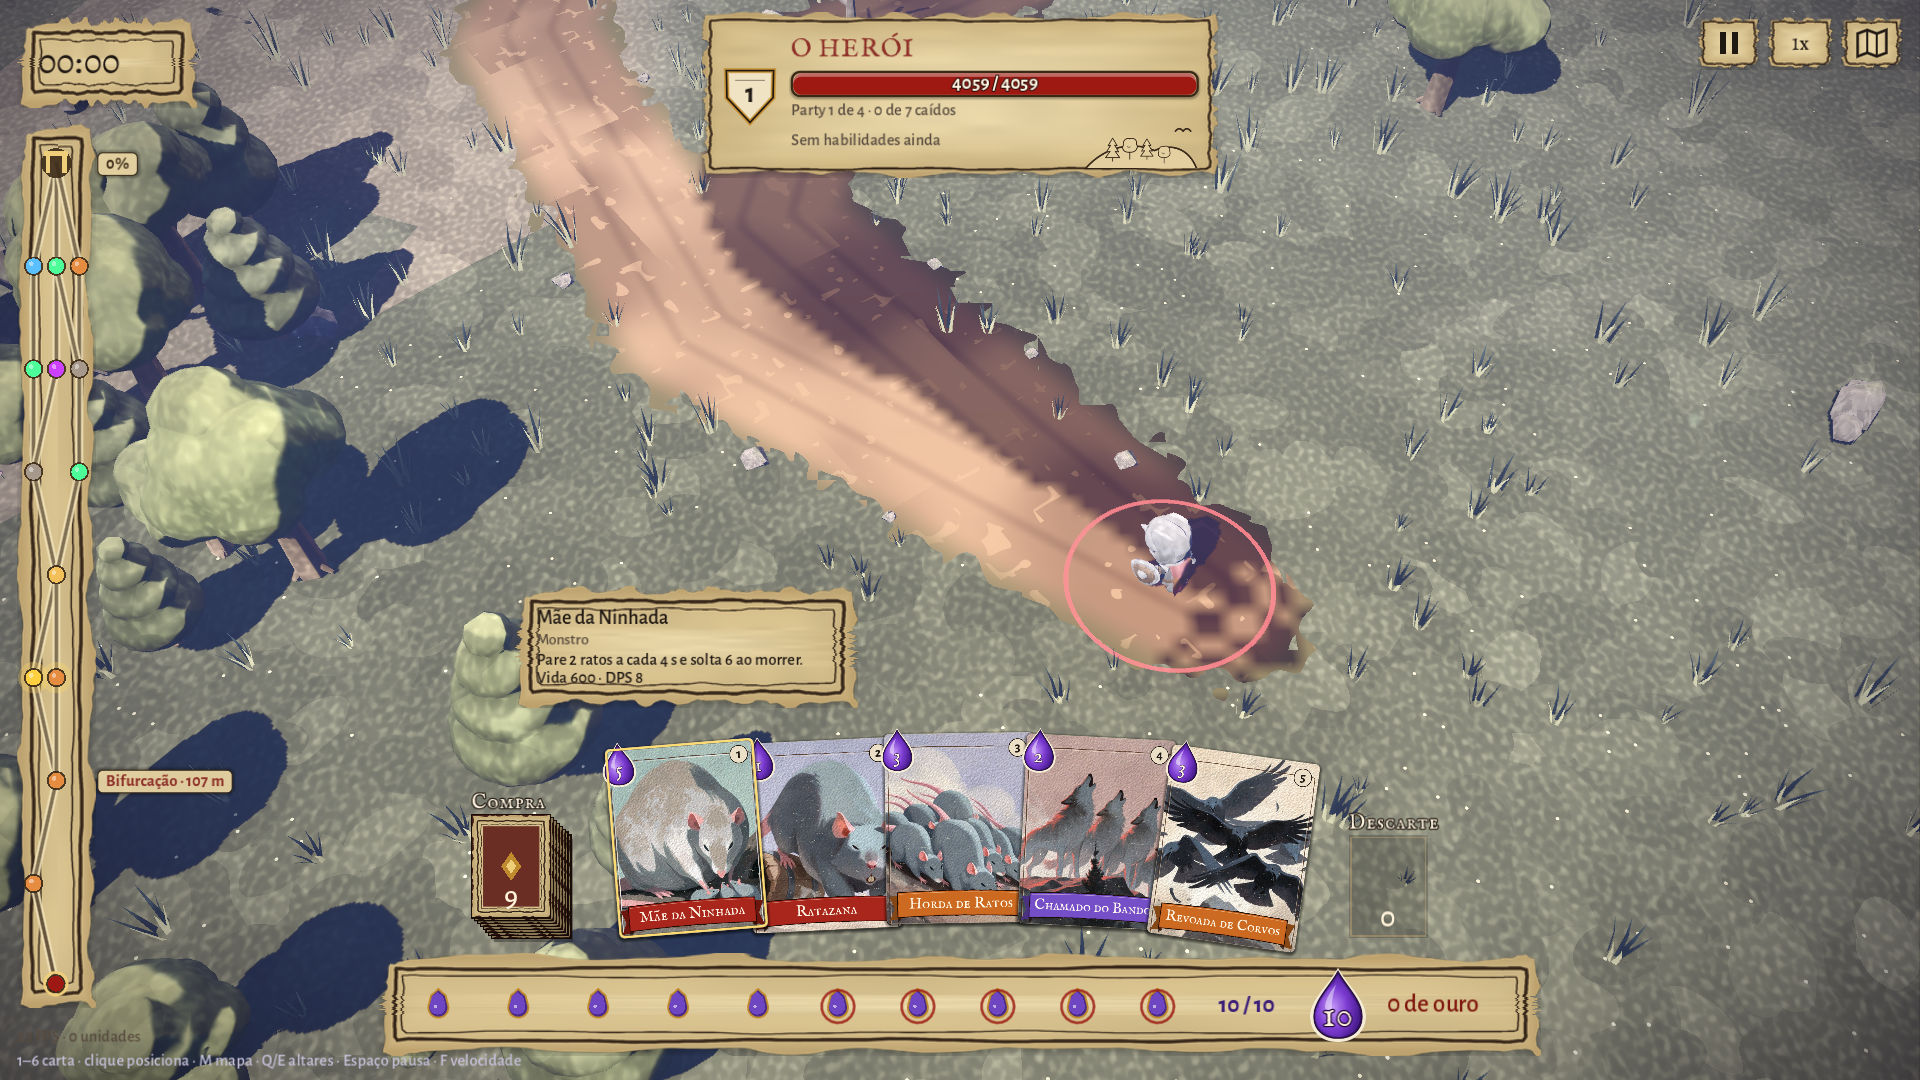 00:00
O HERÓI
1
4059/4059
Party 1 de 4 · 0 de 7 caídos
Sem habilidades ainda
1x
0%
Mãe da Ninhada
Monstro
Pare 2 ratos a cada 4 s e solta 6 ao morrer.
Vida 600 · DPS 8
Bifurcação · 107 m
COMPRA
9
5
1
MÃE DA NINHADA
1
2
RATAZANA
3
3
HORDA DE RATOS
2
4
CHAMADO DO BANDO
3
5
REVOADA DE CORVOS
DESCARTE
0
10/10
10
0 de ouro
0 unidades
1–6 carta · clique posiciona · M mapa · Q/E altares · Espaço pausa · F velocidade